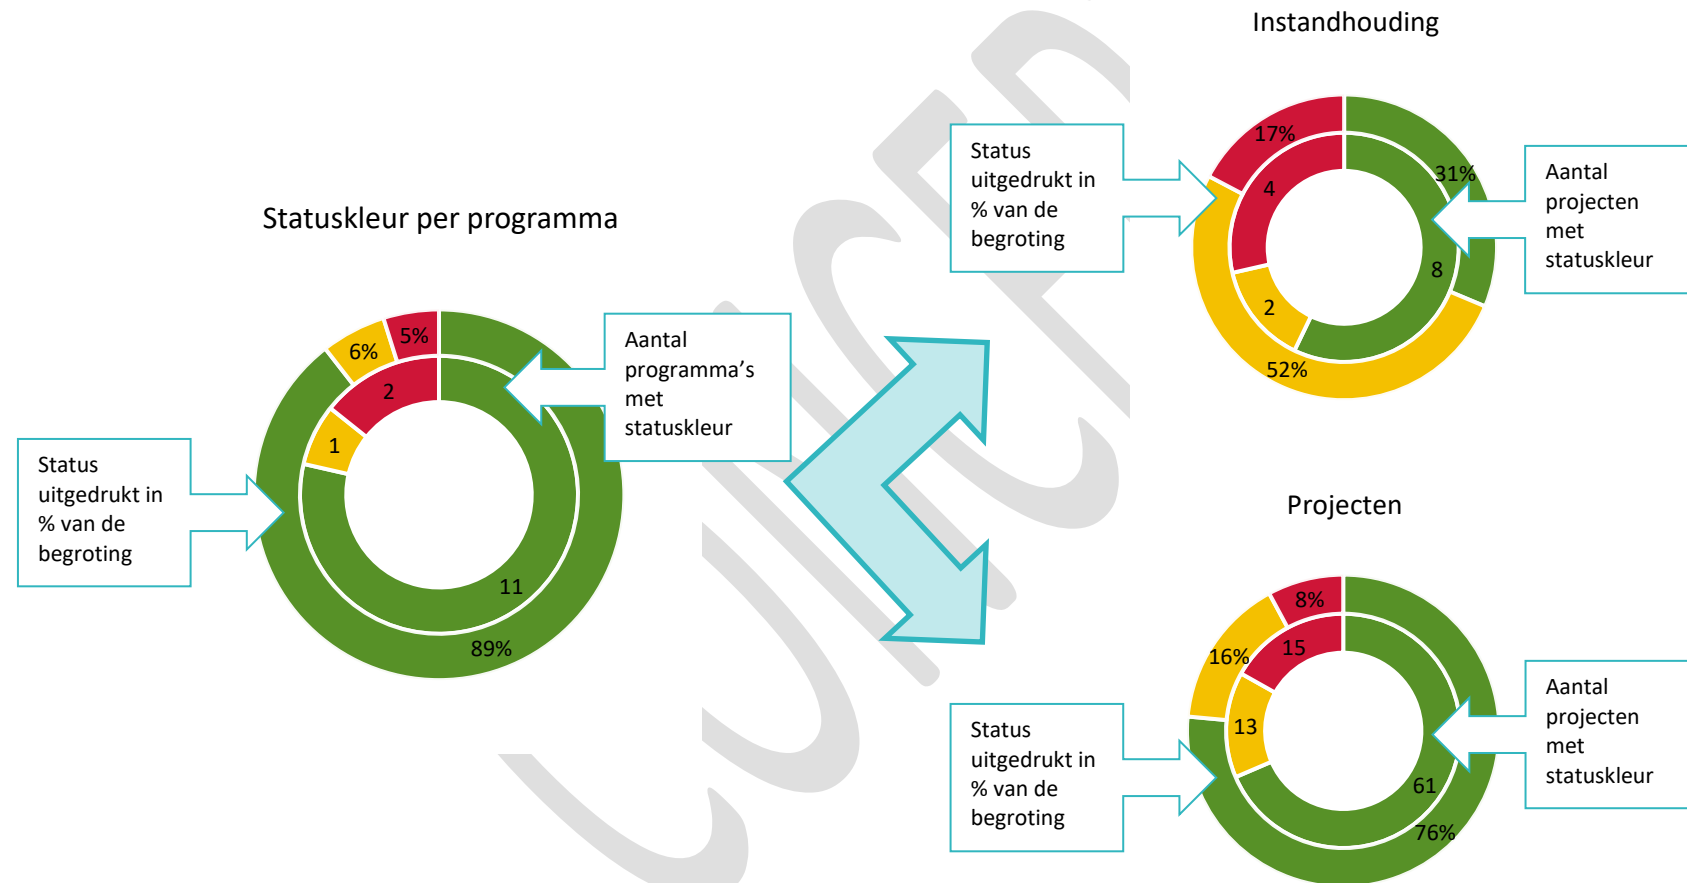 Statuskleur per programma
5%
6%
2
1
11
89%
Aantal
programma's
met
statuskleur
Status
uitgedrukt in
% van de
begroting
Instandhouding
17%
31%
4
8
2
52%
Status
uitgedrukt in
% van de
begroting
Aantal
projecten
met
statuskleur
Projecten
8%
16%
15
13
61
76%
Status
uitgedrukt in
% van de
begroting
Aantal
projecten
met
statuskleur